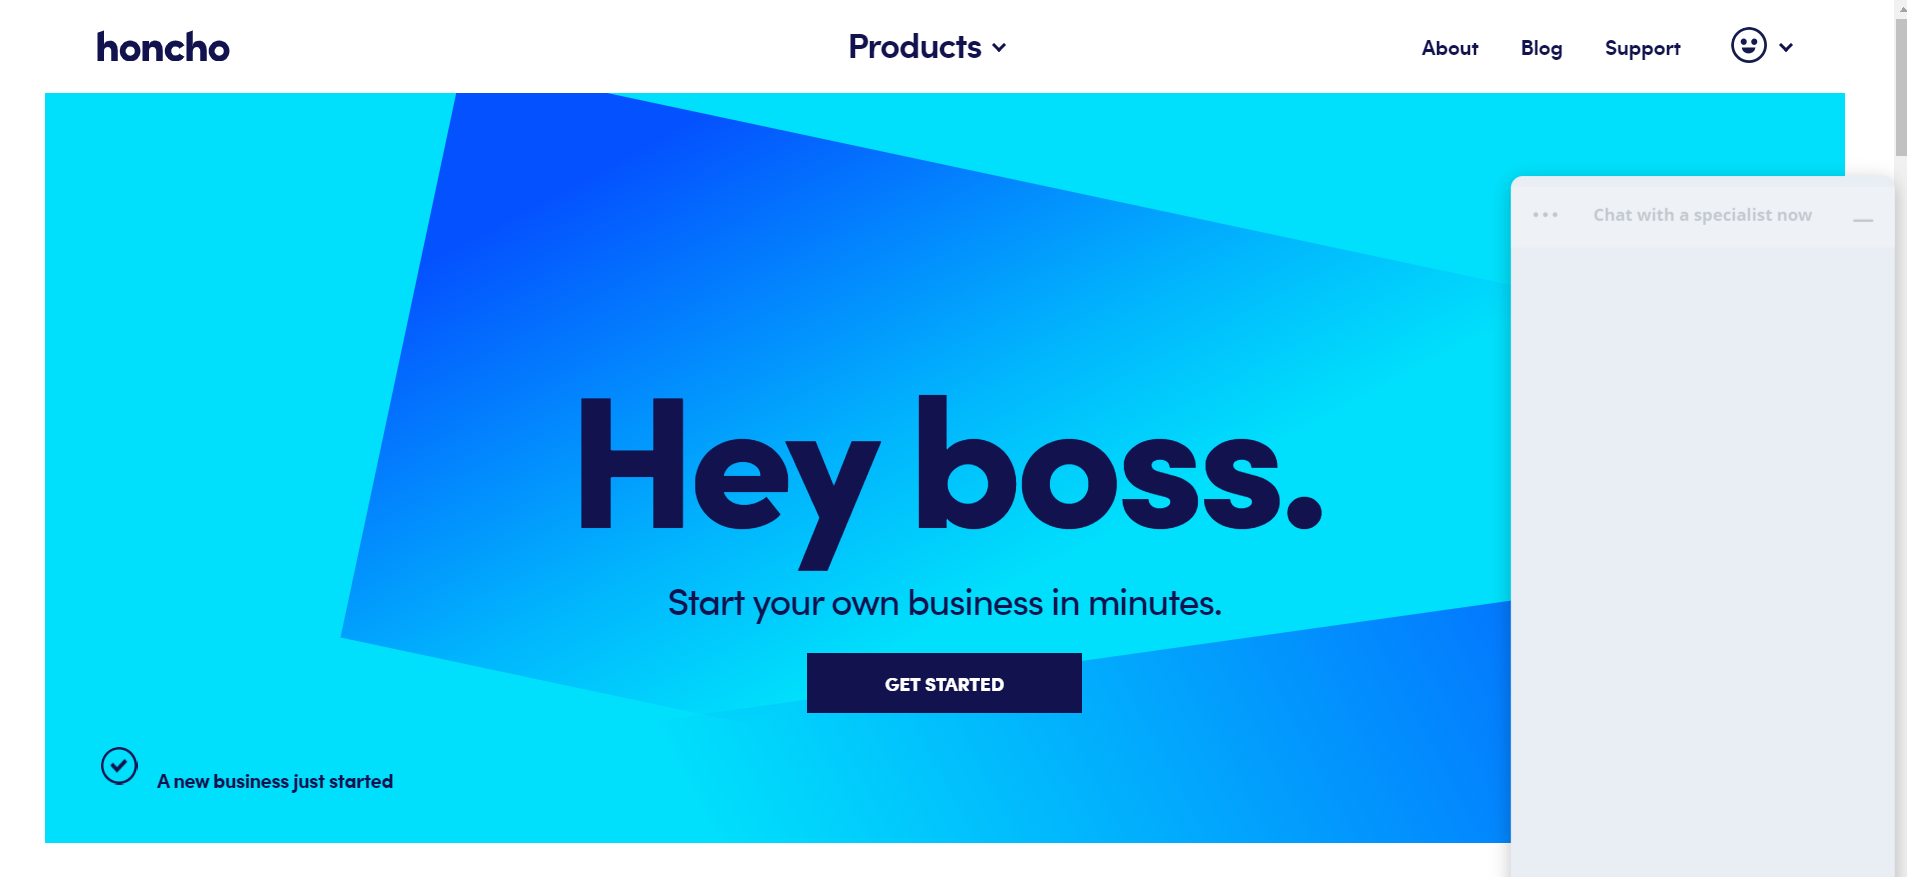 honcho
Products
About
Blog
Support
Chat with a specialist now
Hey boss.
Start your own business in minutes.
GET STARTED
A new business just started